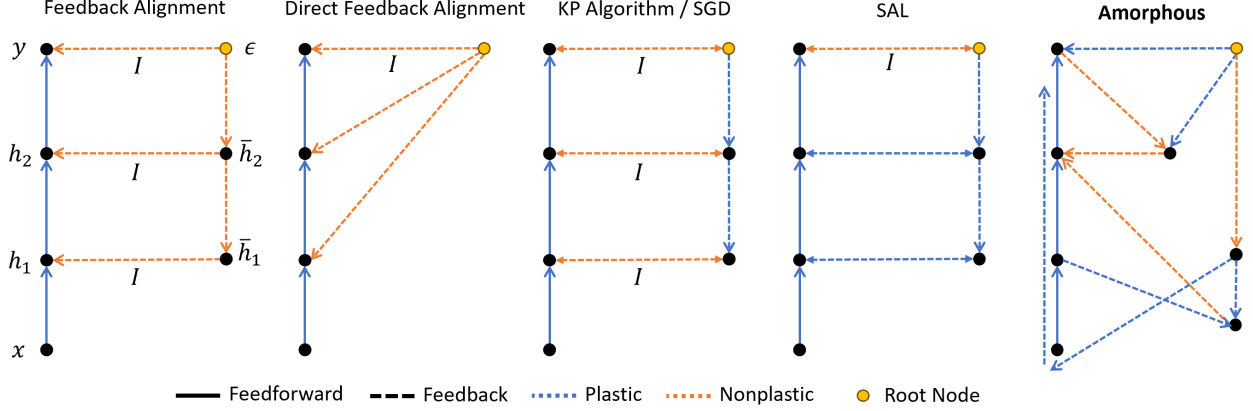 Feedback Alignment
Direct Feedback Alignment
KP Algorithm / SGD
SAL
Amorphous
y
ϵ
I
I
I
I
h₂
h̄₂
I
I
h₁
h̄₁
I
I
x
Feedforward
Feedback
Plastic
Nonplastic
Root Node